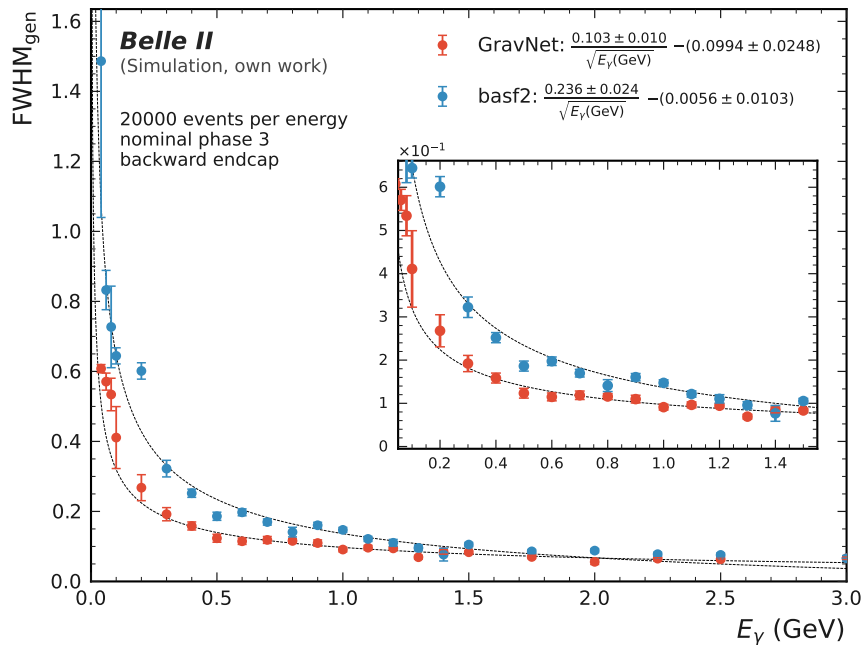 FWHM_gen
1.6
1.4
1.2
1.0
0.8
0.6
0.4
0.2
0.0
Belle II
(Simulation, own work)
20000 events per energy
nominal phase 3
backward endcap
GravNet: 0.103 ± 0.010 / √E_γ(GeV) −(0.0994 ± 0.0248)
basf2: 0.236 ± 0.024 / √E_γ(GeV) −(0.0056 ± 0.0103)
×10⁻¹
6
5
4
3
2
1
0
0.2 0.4 0.6 0.8 1.0 1.2 1.4
0.0 0.5 1.0 1.5 2.0 2.5 3.0
E_γ (GeV)